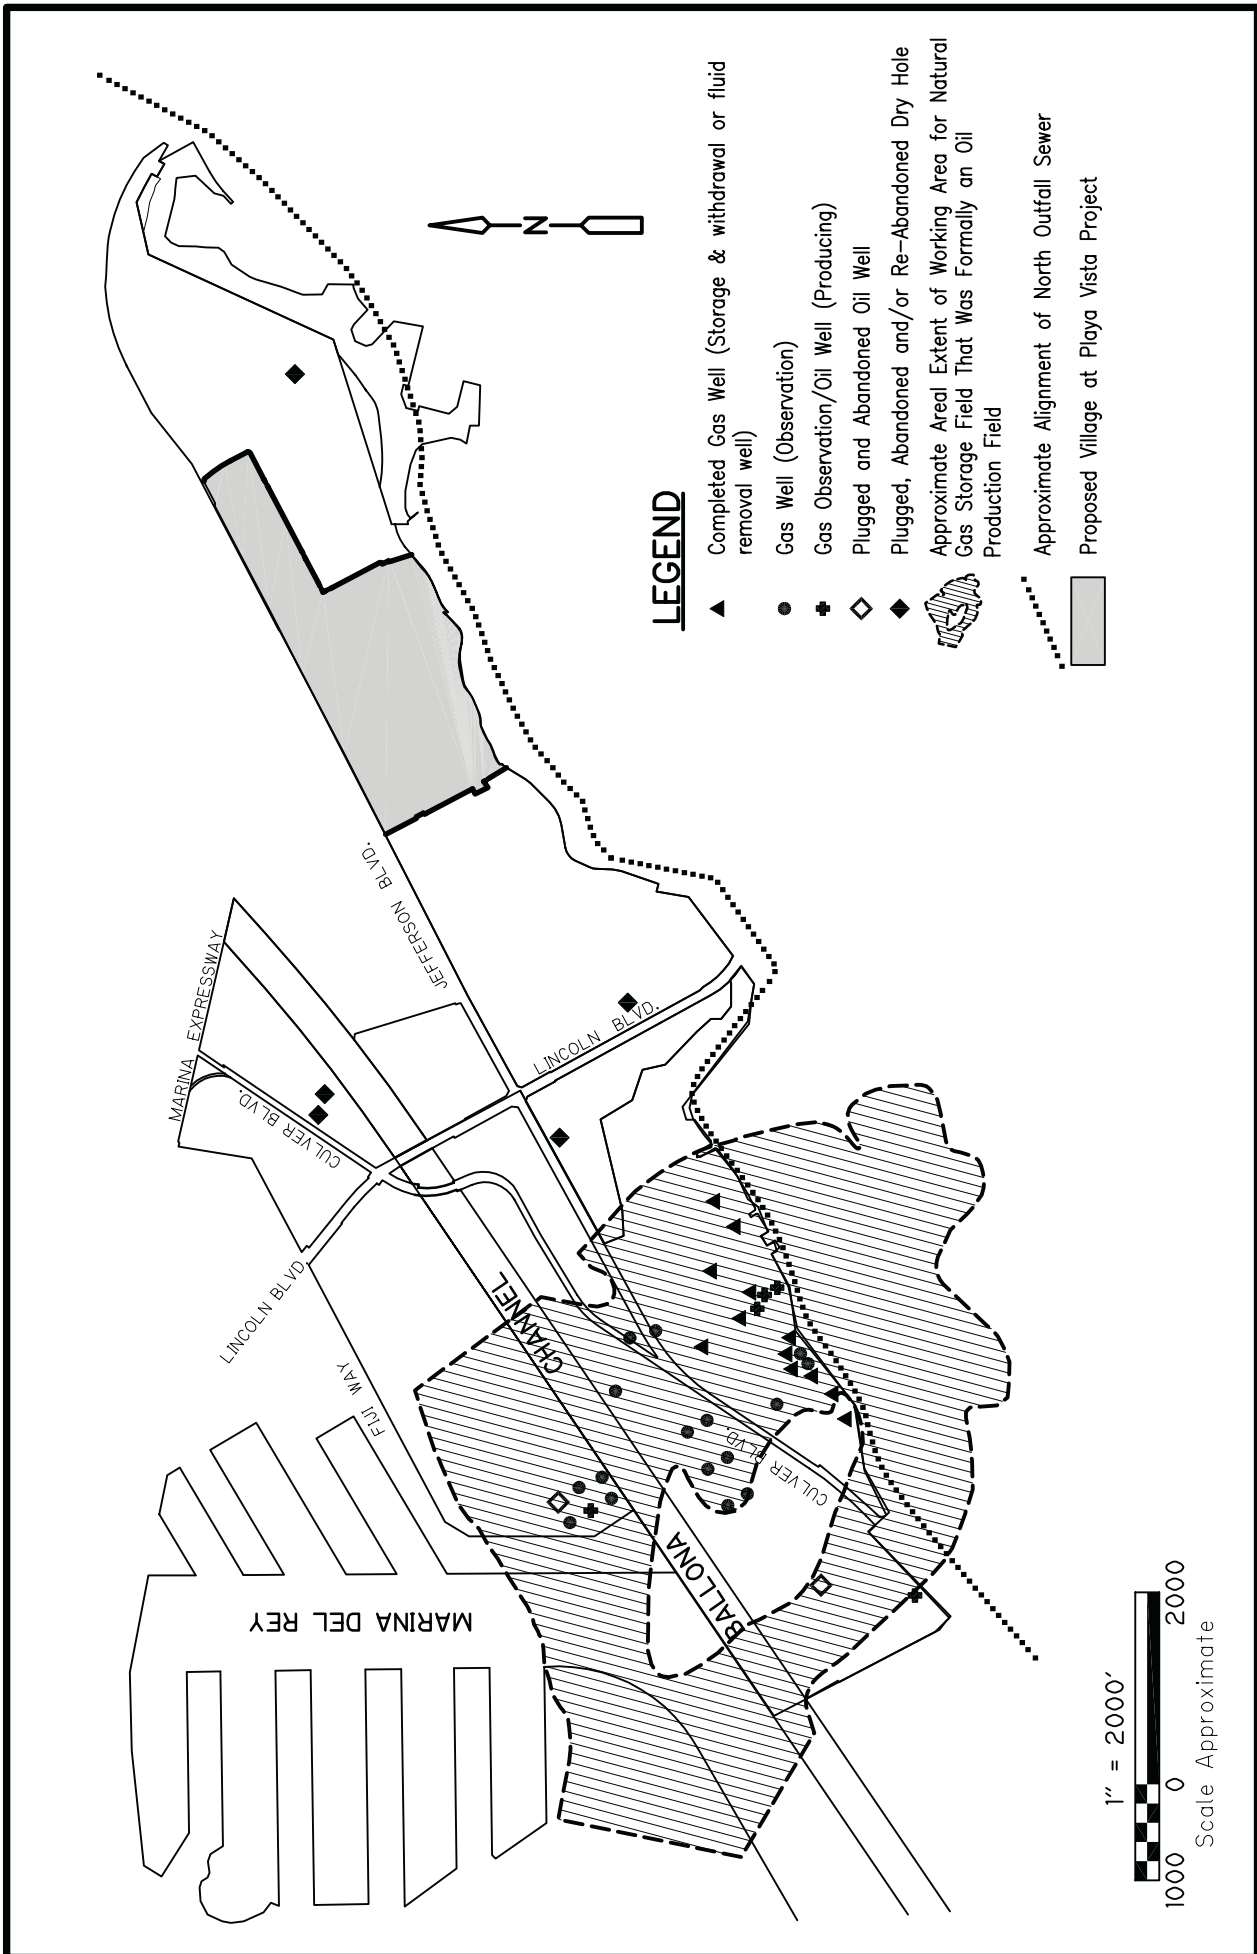 MARINA EXPRESSWAY
CULVER BLVD.
LINCOLN BLVD.
FIJI WAY
MARINA DEL REY
JEFFERSON BLVD.
LINCOLN BLVD.
BALLONA
CHANNEL
CULVER BLVD.
N
LEGEND
Completed Gas Well (Storage & withdrawal or fluid
removal well)
Gas Well (Observation)
Gas Observation/Oil Well (Producing)
Plugged and Abandoned Oil Well
Plugged, Abandoned and/or Re-Abandoned Dry Hole
Approximate Areal Extent of Working Area for Natural
Gas Storage Field That Was Formally an Oil
Production Field
Approximate Alignment of North Outfall Sewer
Proposed Village at Playa Vista Project
1" = 2000'
1000 0 2000
Scale Approximate